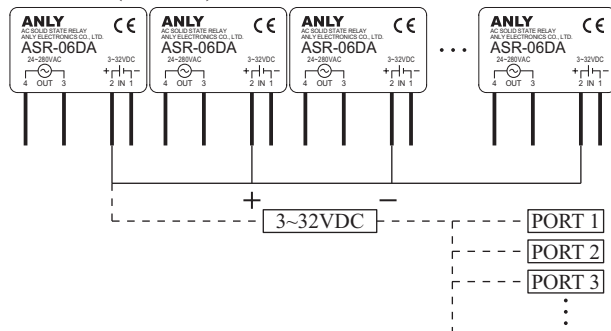 ANLY CE
AC SOLID STATE RELAY
ANLY ELECTRONICS CO., LTD.
ASR-06DA
24~280VAC 3~32VDC
+ −
4 OUT 3 2 IN 1
ANLY CE
AC SOLID STATE RELAY
ANLY ELECTRONICS CO., LTD.
ASR-06DA
24~280VAC 3~32VDC
+ −
4 OUT 3 2 IN 1
ANLY CE
AC SOLID STATE RELAY
ANLY ELECTRONICS CO., LTD.
ASR-06DA
24~280VAC 3~32VDC
+ −
4 OUT 3 2 IN 1
ANLY CE
AC SOLID STATE RELAY
ANLY ELECTRONICS CO., LTD.
ASR-06DA
24~280VAC 3~32VDC
+ −
4 OUT 3 2 IN 1
+ −
3~32VDC
PORT 1
PORT 2
PORT 3